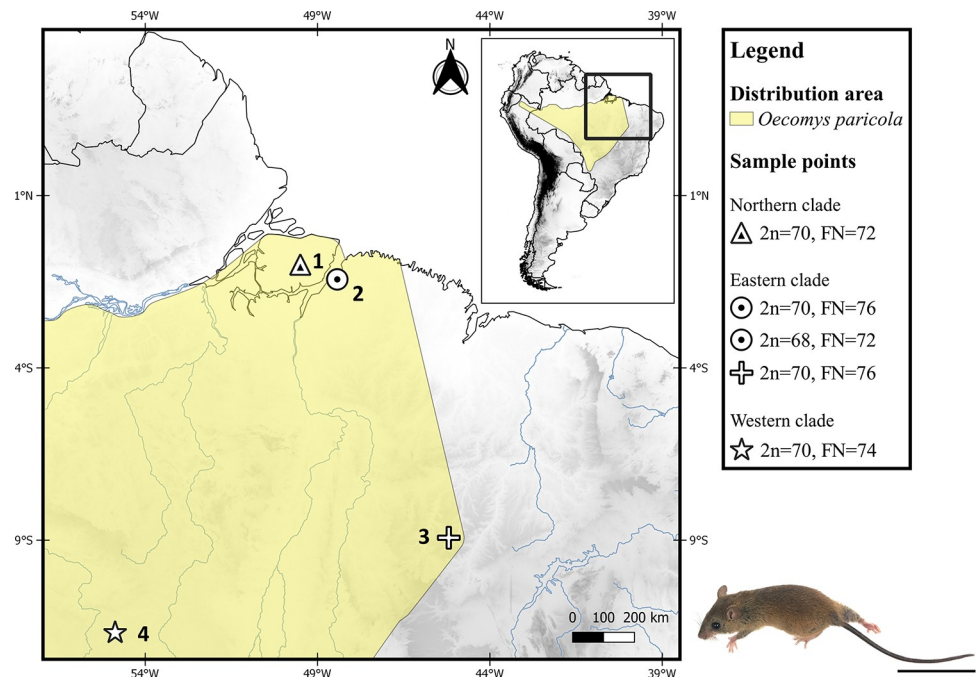 54°W 49°W 44°W 39°W
N
1°N 1°N
1
2
4°S 4°S
3
9°S 9°S
0 100 200 km
4
54°W 49°W 44°W 39°W
Legend
Distribution area
Oecomys paricola
Sample points
Northern clade
2n=70, FN=72
Eastern clade
2n=70, FN=76
2n=68, FN=72
2n=70, FN=76
Western clade
2n=70, FN=74